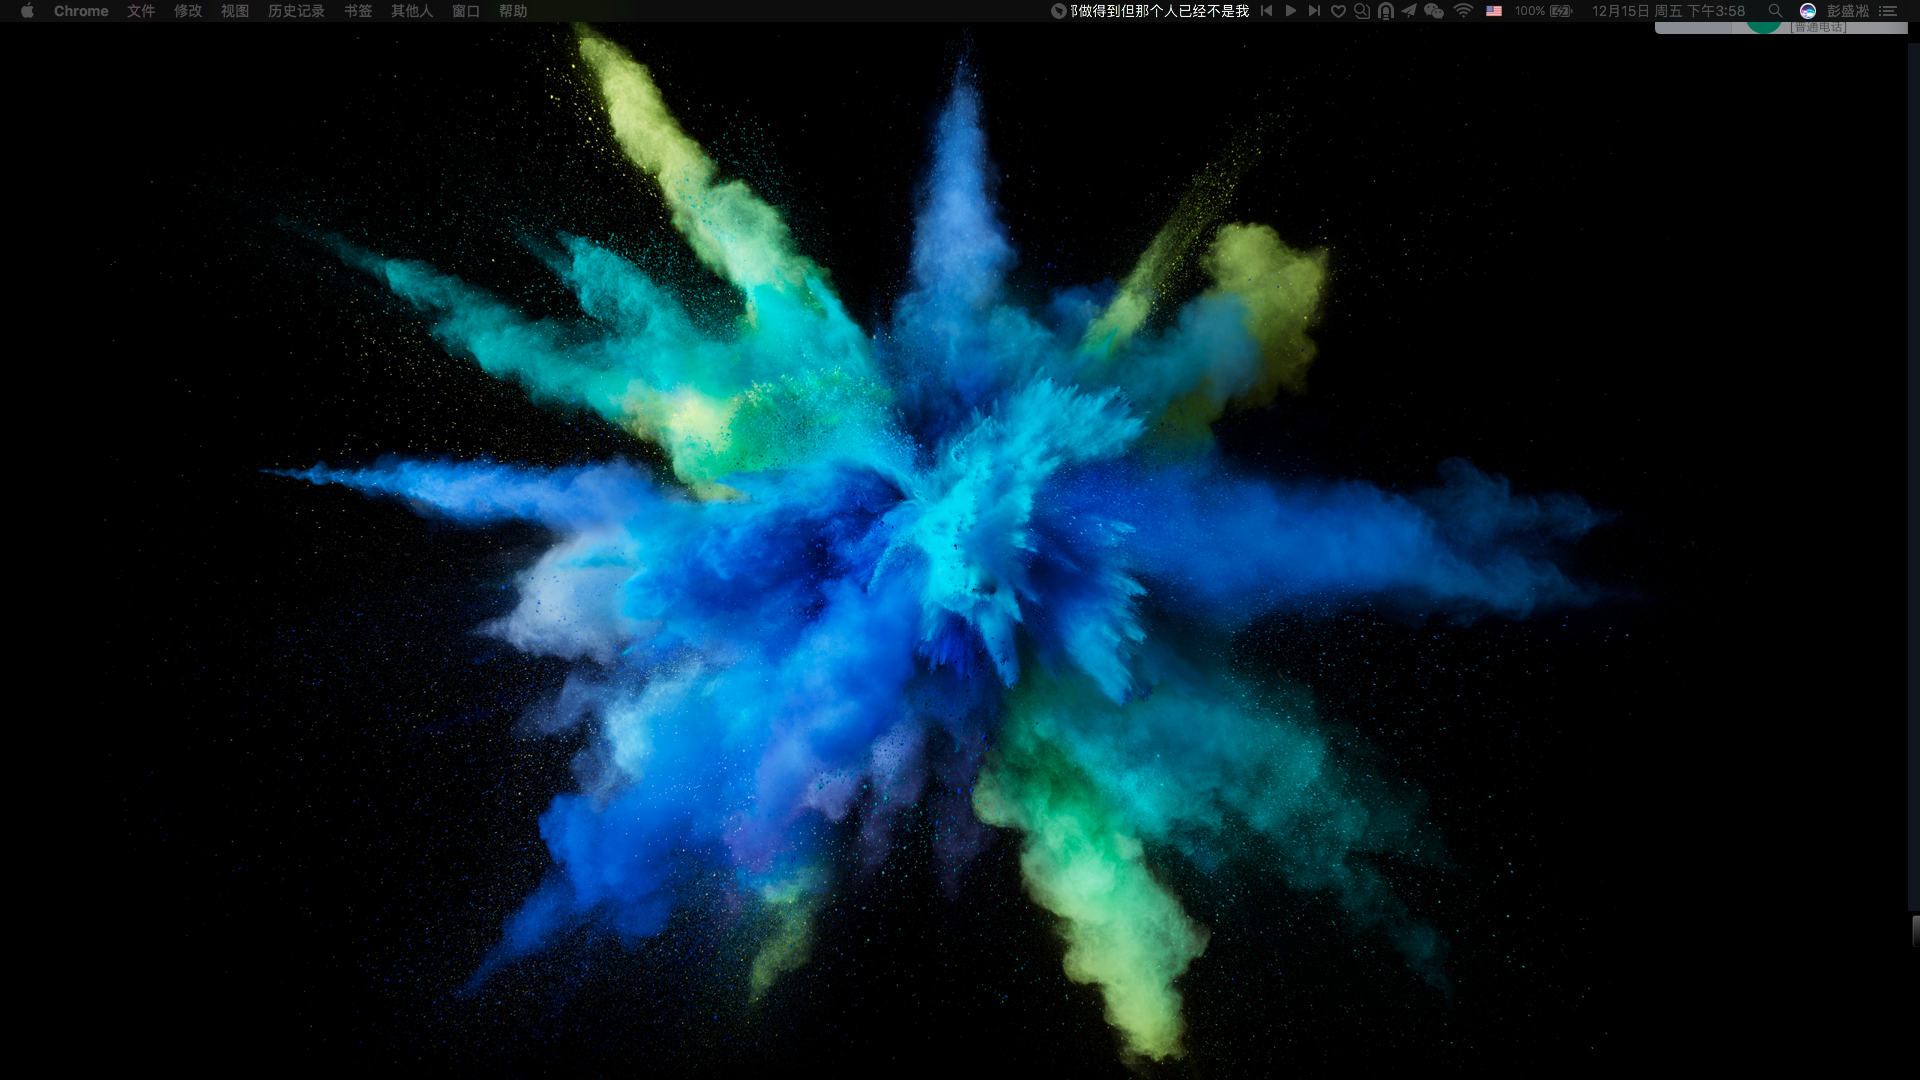 Chrome 文件 修改 视图 历史记录 书签 其他人 窗口 帮助 做得到但那个人已经不是我 100% 12月15日 周五 下午3:58 彭盛凇
[普通电话]